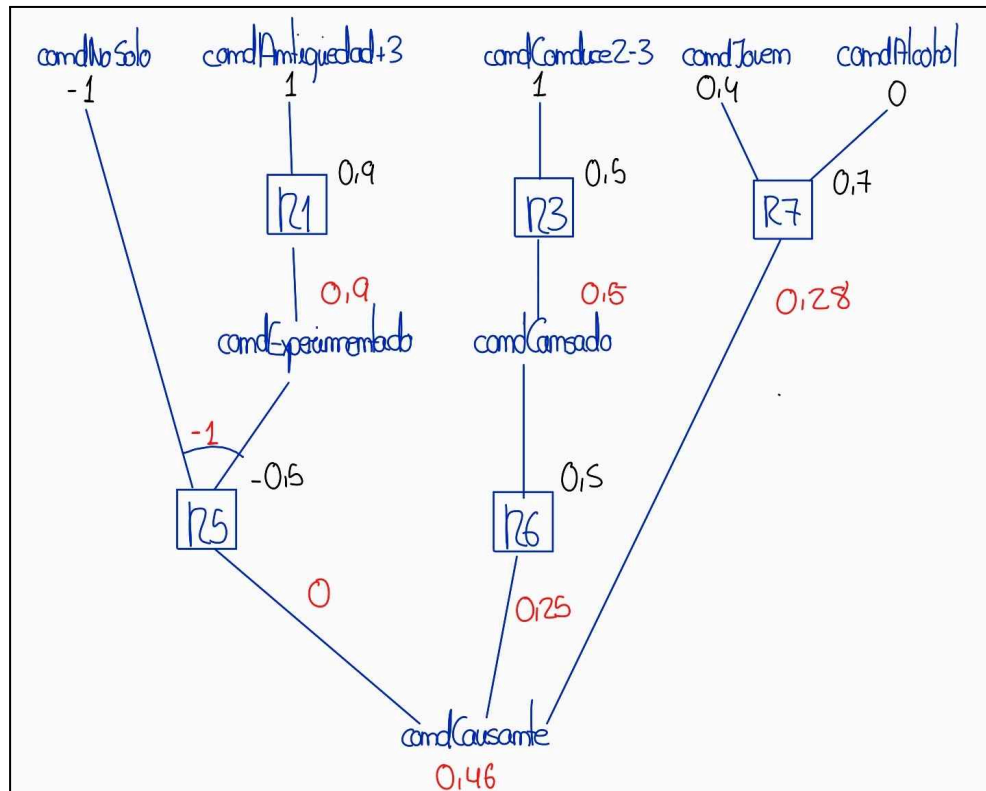 condNoSolo condAntigüedad+3 condConduce2-3 condJoven condAlcohol
-1 1 1 0,4 0
0,9 0,5 0,7
R1 R3 R7
0,9 0,5 0,28
condExperimentado condCansado
-1
-0,5 0,5
R5 R6
0 0,25
condCausante
0,46